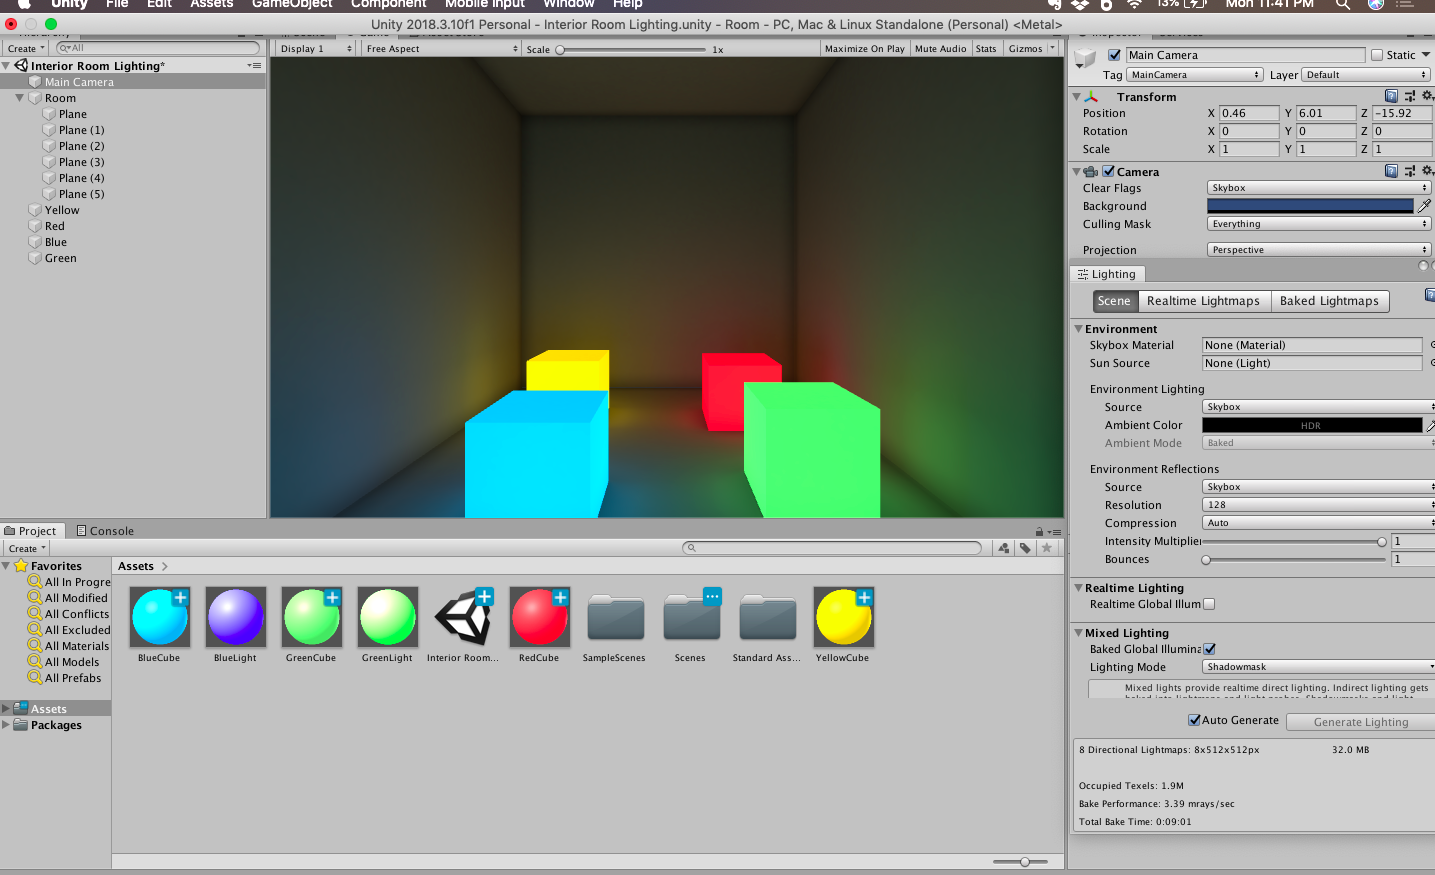 Unity File Edit Assets GameObject Component Mobile Input Window Help 13% Mon 11:41 PM
Unity 2018.3.10f1 Personal - Interior Room Lighting.unity - Room - PC, Mac & Linux Standalone (Personal) <Metal>
Create All
Interior Room Lighting*
Main Camera
Room
Plane
Plane (1)
Plane (2)
Plane (3)
Plane (4)
Plane (5)
Yellow
Red
Blue
Green
Display 1 Free Aspect Scale 1x Maximize On Play Mute Audio Stats Gizmos
Main Camera Static
Tag MainCamera Layer Default
Transform
Position X 0.46 Y 6.01 Z -15.92
Rotation X 0 Y 0 Z 0
Scale X 1 Y 1 Z 1
Camera
Clear Flags Skybox
Background
Culling Mask Everything
Projection Perspective
Lighting
Scene Realtime Lightmaps Baked Lightmaps
Environment
Skybox Material None (Material)
Sun Source None (Light)
Environment Lighting
Source Skybox
Ambient Color HDR
Ambient Mode Baked
Environment Reflections
Source Skybox
Resolution 128
Compression Auto
Intensity Multiplier 1
Bounces 1
Realtime Lighting
Realtime Global Illum
Mixed Lighting
Baked Global Illumina
Lighting Mode Shadowmask
Mixed lights provide realtime direct lighting. Indirect lighting gets
baked into lightmaps and light probes. Shadowmasks and light
Auto Generate Generate Lighting
8 Directional Lightmaps: 8x512x512px 32.0 MB
Occupied Texels: 1.9M
Bake Performance: 3.39 mrays/sec
Total Bake Time: 0:09:01
Project Console
Create
Favorites
All In Progre
All Modified
All Conflicts
All Excluded
All Materials
All Models
All Prefabs
Assets
Packages
Assets
BlueCube BlueLight GreenCube GreenLight Interior Room... RedCube SampleScenes Scenes Standard Ass... YellowCube